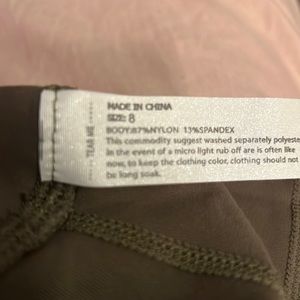 MADE IN CHINA
SIZE: 8
BODY:87%NYLON 13%SPANDEX
This commodity suggest washed separately polyeste
In the event of a micro light rub off are is often like
now, to keep the clothing color, clothing should not
be long soak.
TEAR ME